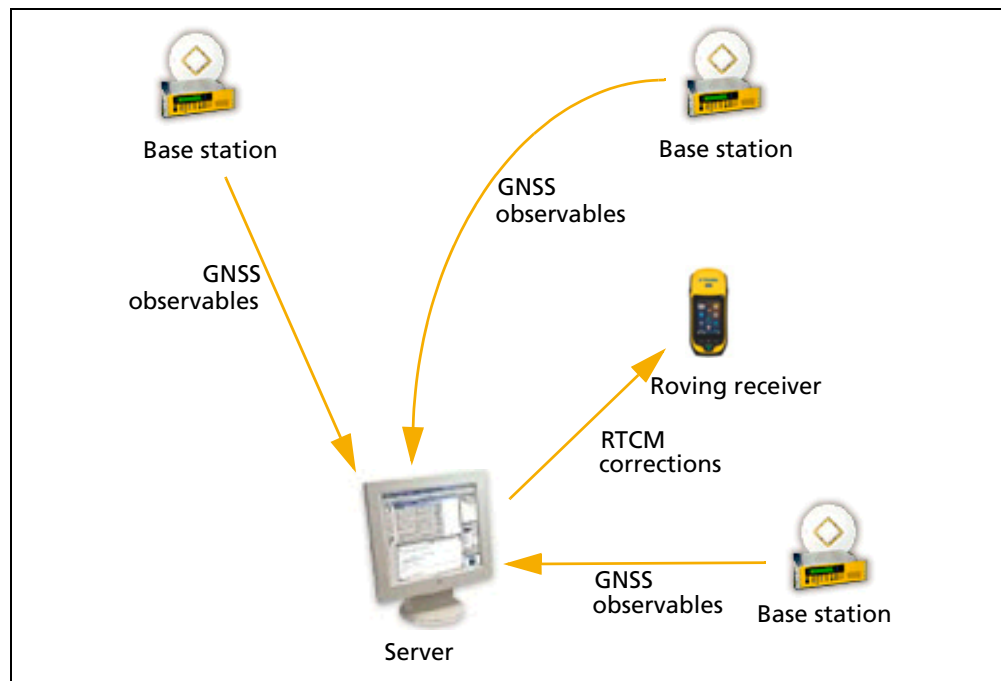 Base station
Base station
GNSS
observables
GNSS
observables
Roving receiver
RTCM
corrections
GNSS
observables
Base station
Server